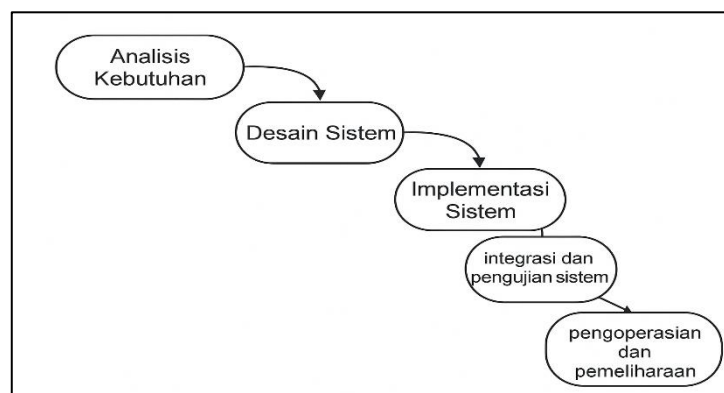 Analisis
Kebutuhan
Desain Sistem
Implementasi
Sistem
integrasi dan
pengujian sistem
pengoperasian
dan
pemeliharaan